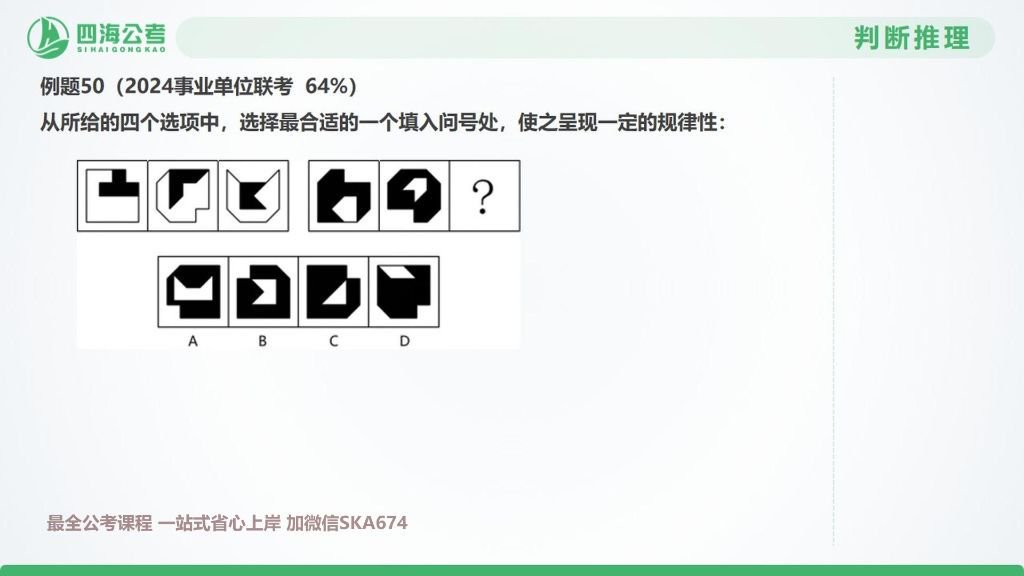 四海公考
SIHAIGONGKAO
判断推理
例题50（2024事业单位联考 64%）
从所给的四个选项中，选择最合适的一个填入问号处，使之呈现一定的规律性：
?
A B C D
最全公考课程 一站式省心上岸 加微信SKA674